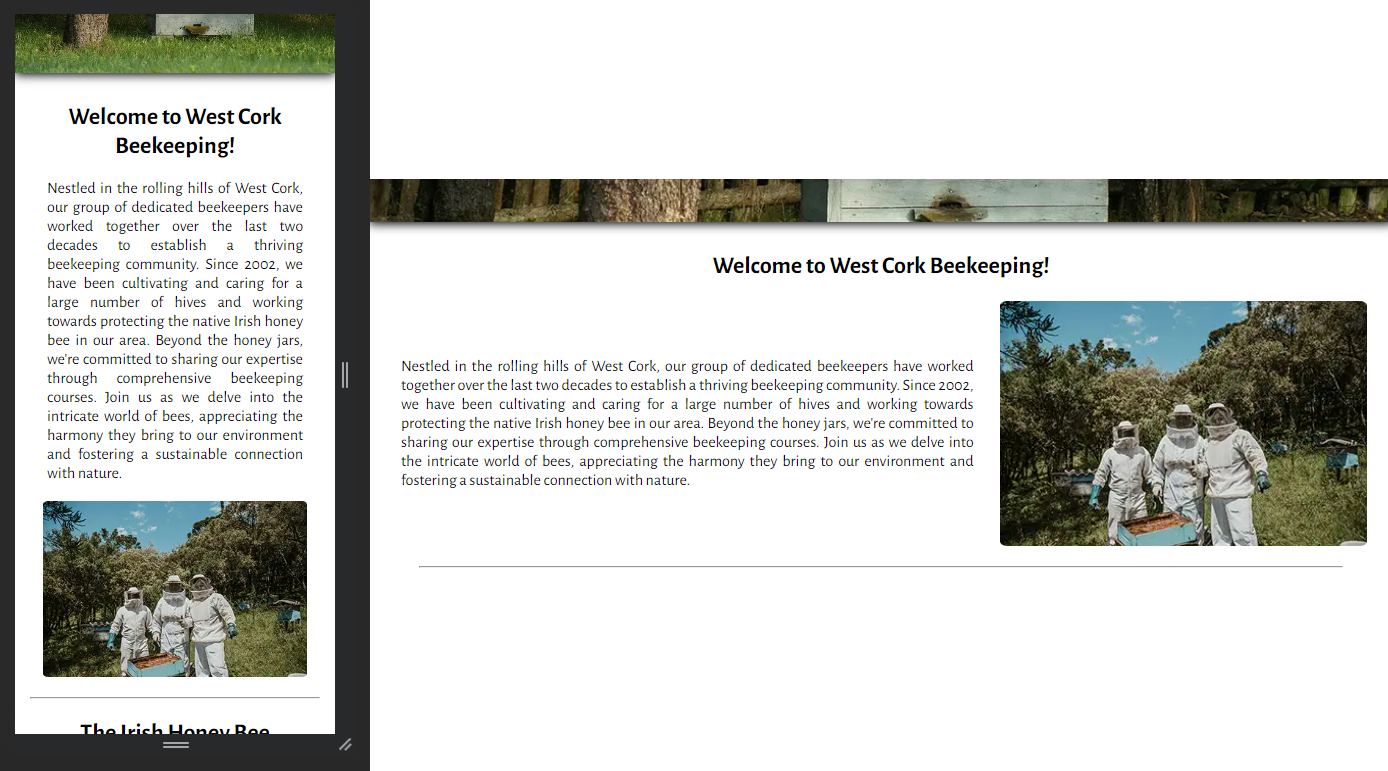 Welcome to West Cork
Beekeeping!
Nestled in the rolling hills of West Cork,
our group of dedicated beekeepers have
worked together over the last two
decades to establish a thriving
beekeeping community. Since 2002, we
have been cultivating and caring for a
large number of hives and working
towards protecting the native Irish honey
bee in our area. Beyond the honey jars,
we're committed to sharing our expertise
through comprehensive beekeeping
courses. Join us as we delve into the
intricate world of bees, appreciating the
harmony they bring to our environment
and fostering a sustainable connection
with nature.
The Irish Honey Bee
Welcome to West Cork Beekeeping!
Nestled in the rolling hills of West Cork, our group of dedicated beekeepers have worked
together over the last two decades to establish a thriving beekeeping community. Since 2002,
we have been cultivating and caring for a large number of hives and working towards
protecting the native Irish honey bee in our area. Beyond the honey jars, we're committed to
sharing our expertise through comprehensive beekeeping courses. Join us as we delve into
the intricate world of bees, appreciating the harmony they bring to our environment and
fostering a sustainable connection with nature.